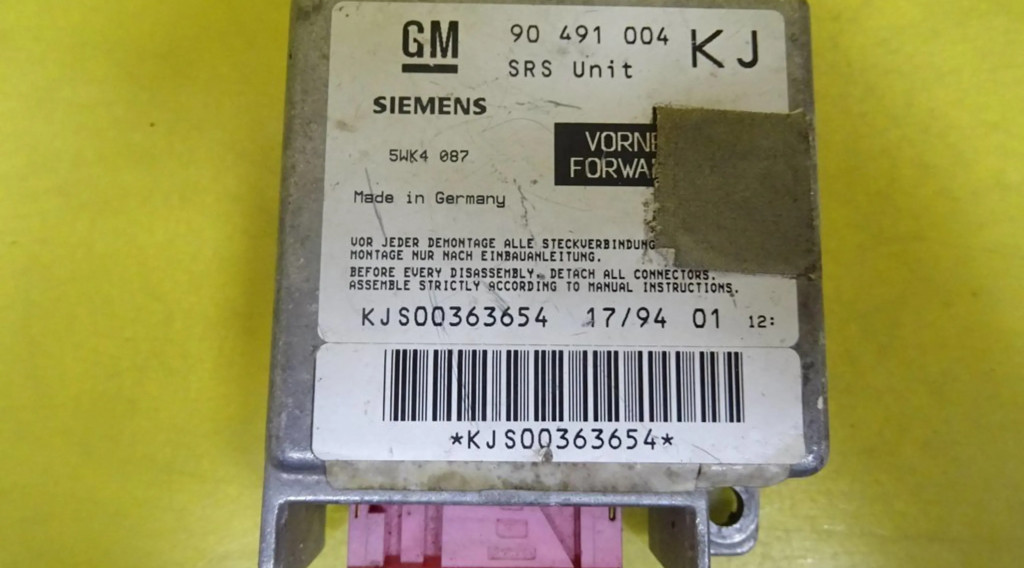 GM 90 491 004 KJ
SRS Unit
SIEMENS
5WK4 087
Made in Germany
VOR JEDER DEMONTAGE ALLE
MONTAGE NUR NACH EINBAUANLEITUNG.
BEFORE EVERY DISASSEMBLY, DETACH ALL CONNECTORS.
ASSEMBLE STRICTLY ACCORDING TO MANUAL INSTRUCTIONS.
KJS00363654 17/94 01 12:
*KJS00363654*